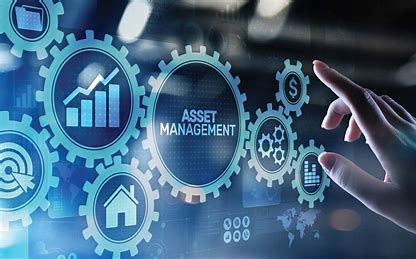 ASSET
MANAGEMENT
$